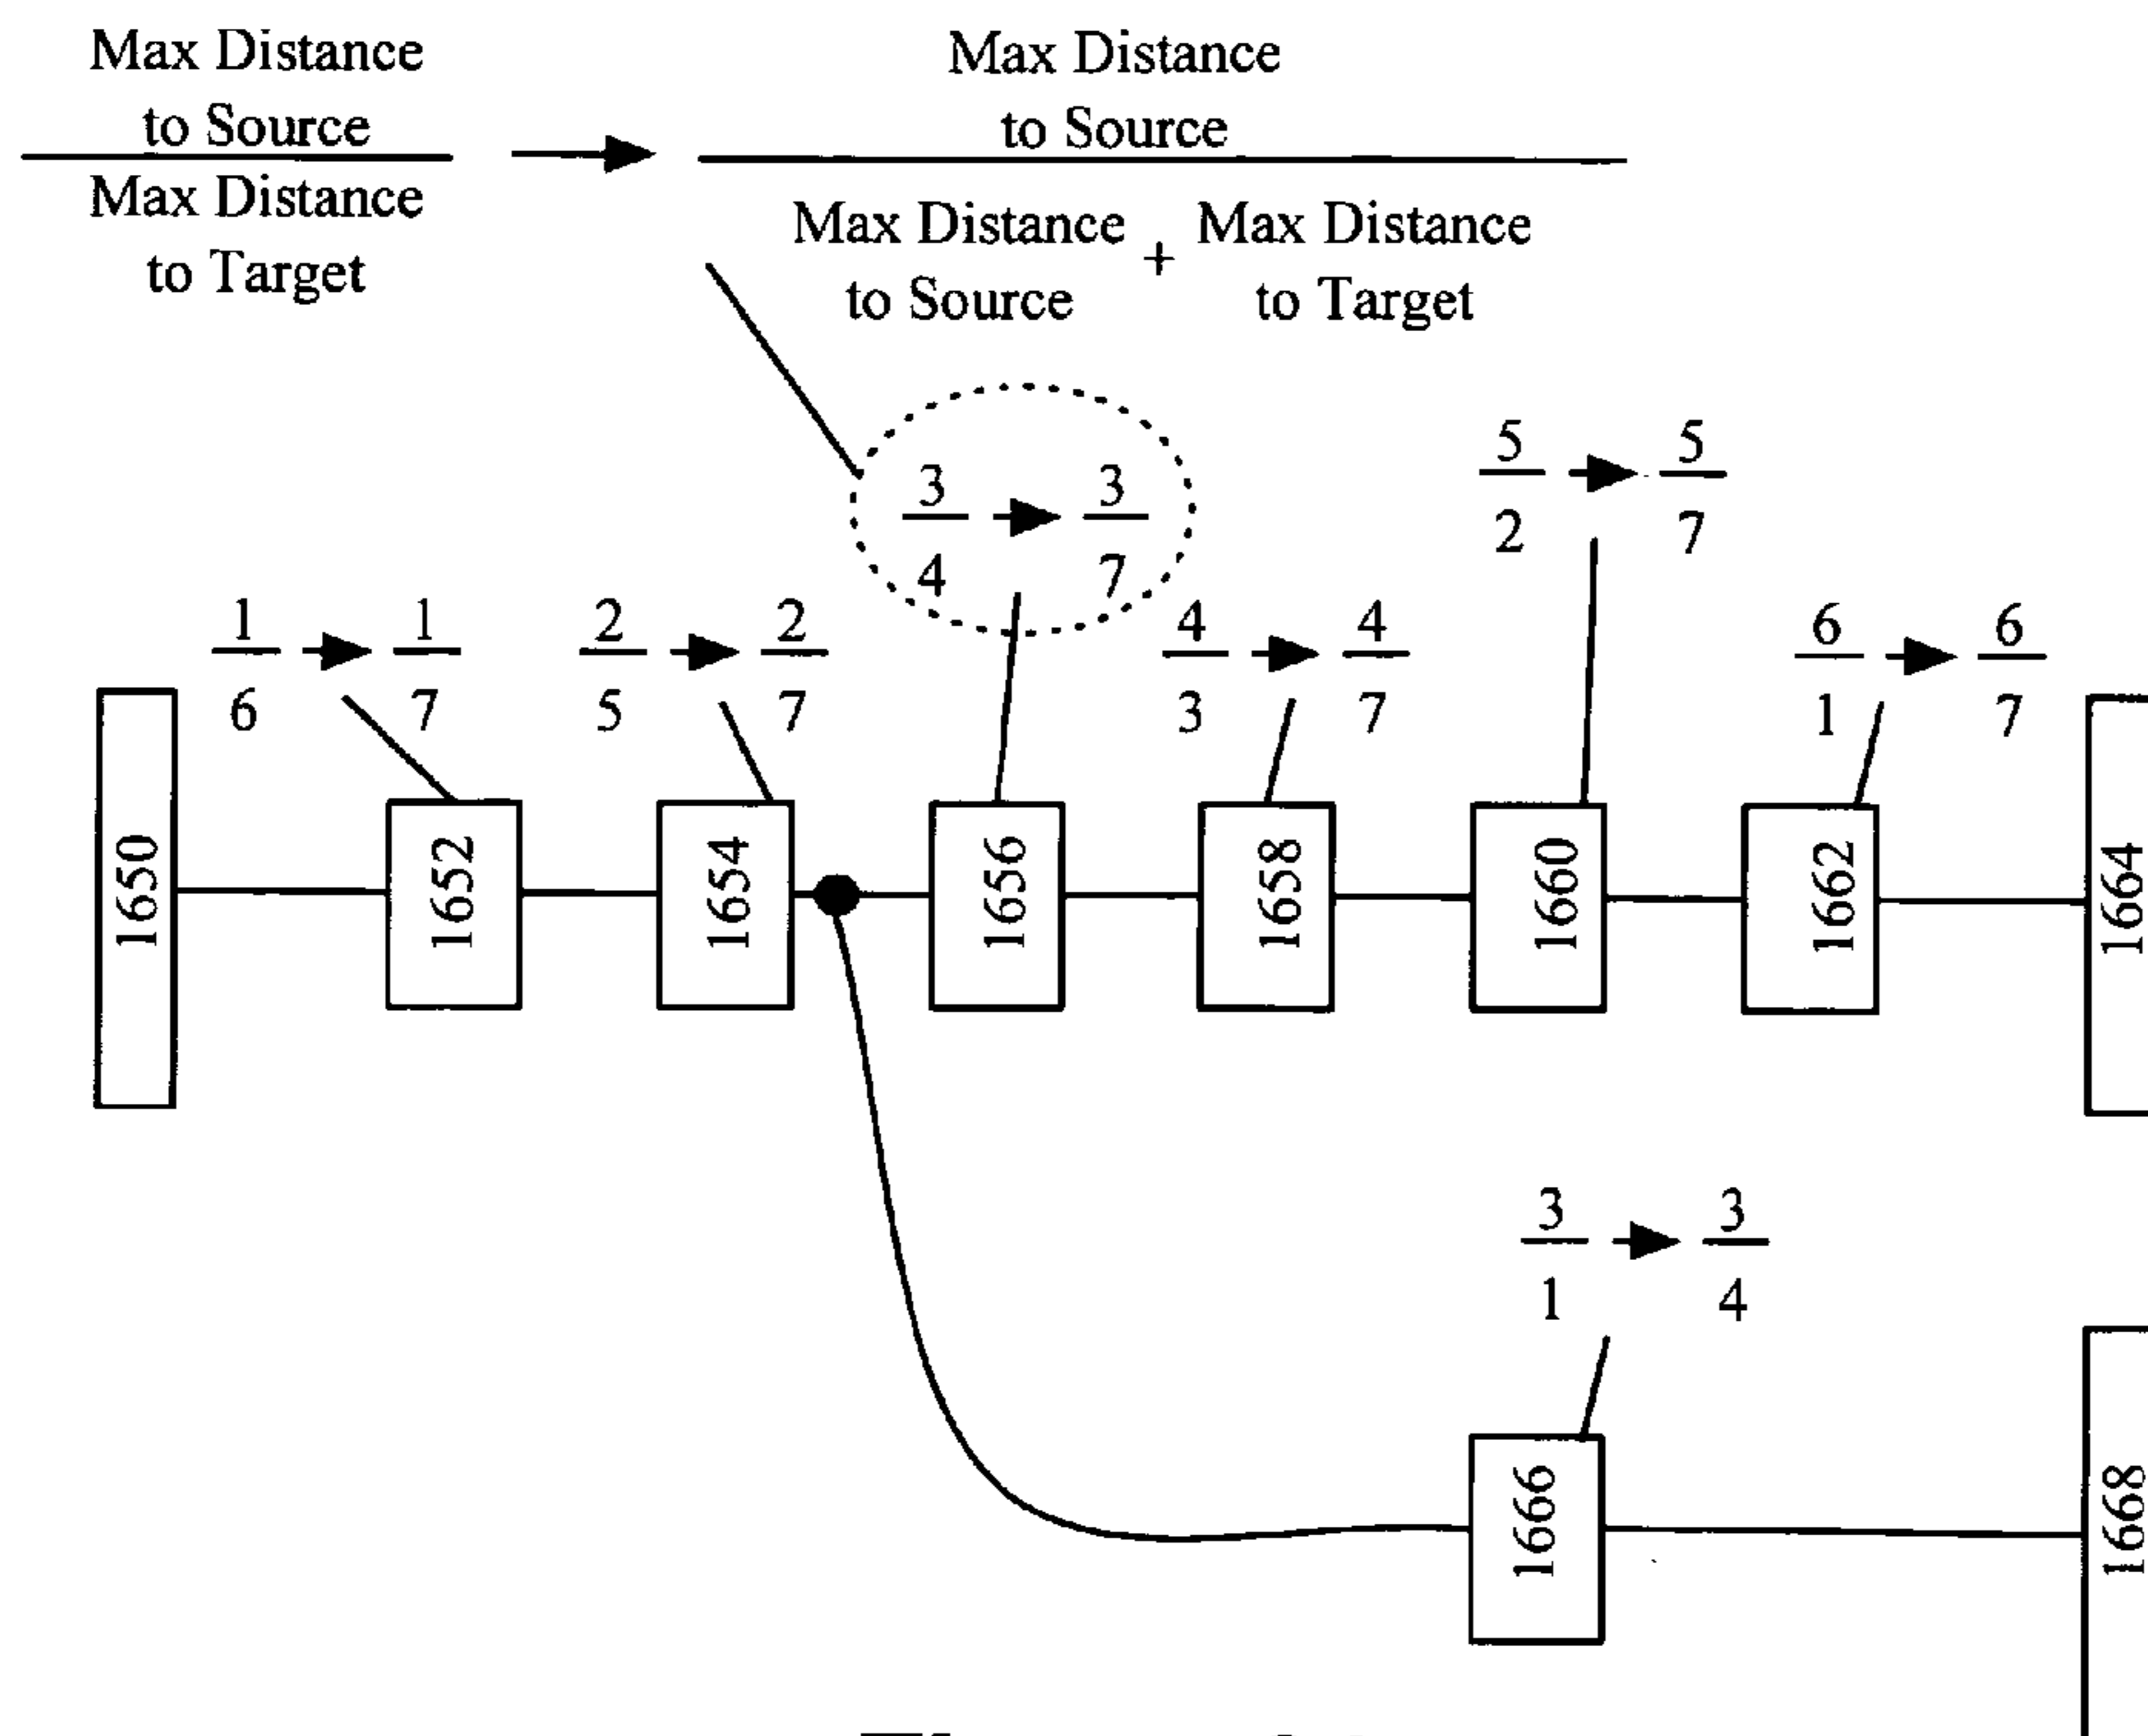 Max Distance
to Source
Max Distance
to Target
Max Distance
to Source
Max Distance
to Source
+
Max Distance
to Target
3 3
4 7
5 5
2 7
1 1
6 7
2 2
5 7
4 4
3 7
6 6
1 7
1650
1652
1654
1656
1658
1660
1662
1664
3 3
1 4
1666
1668